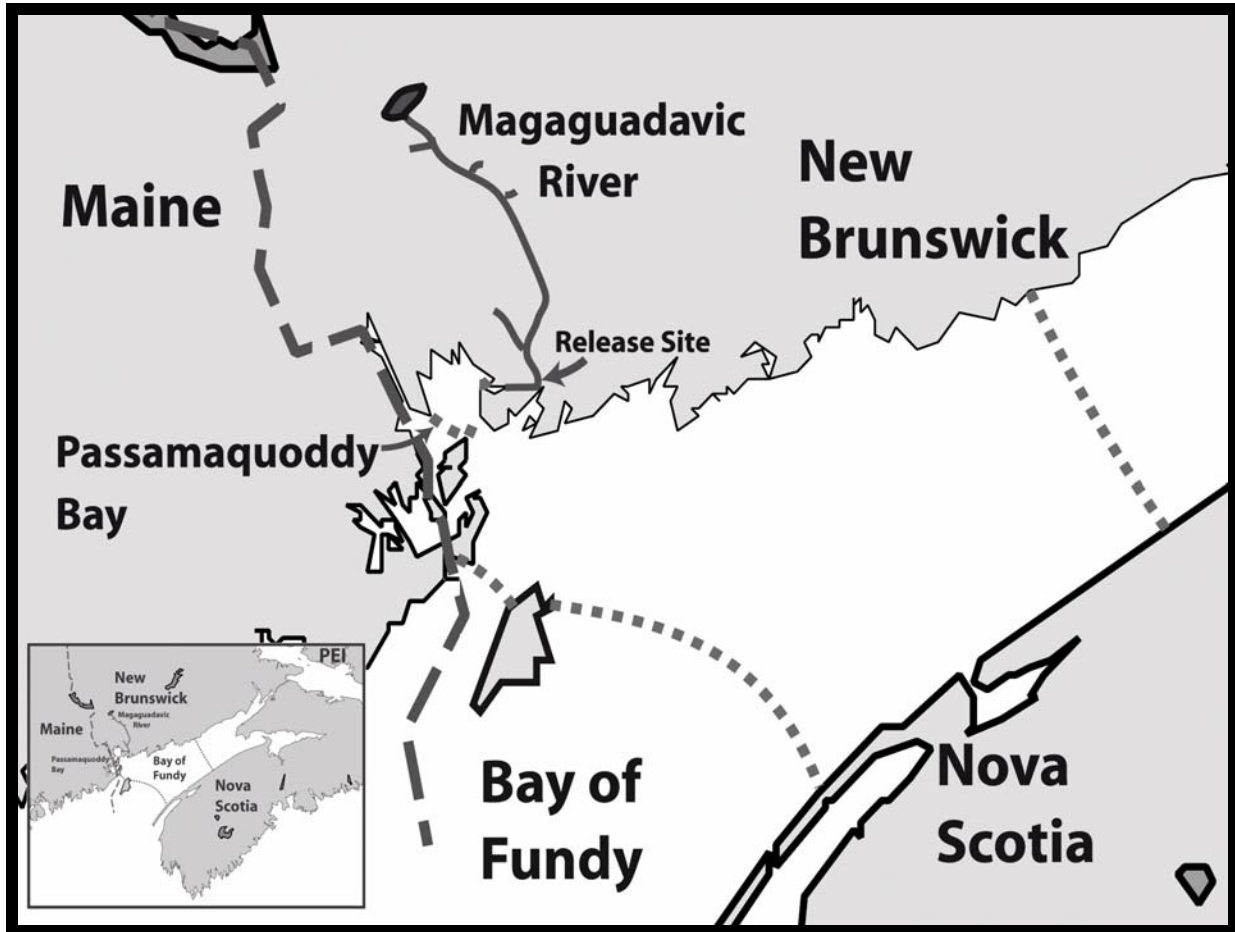 Magaguadavic
River
New
Brunswick
Maine
Release Site
Passamaquoddy
Bay
Bay of
Fundy
Nova
Scotia
PEI
New
Brunswick
Magaguadavic
River
Maine
Passamaquoddy
Bay
Bay of
Fundy
Nova
Scotia